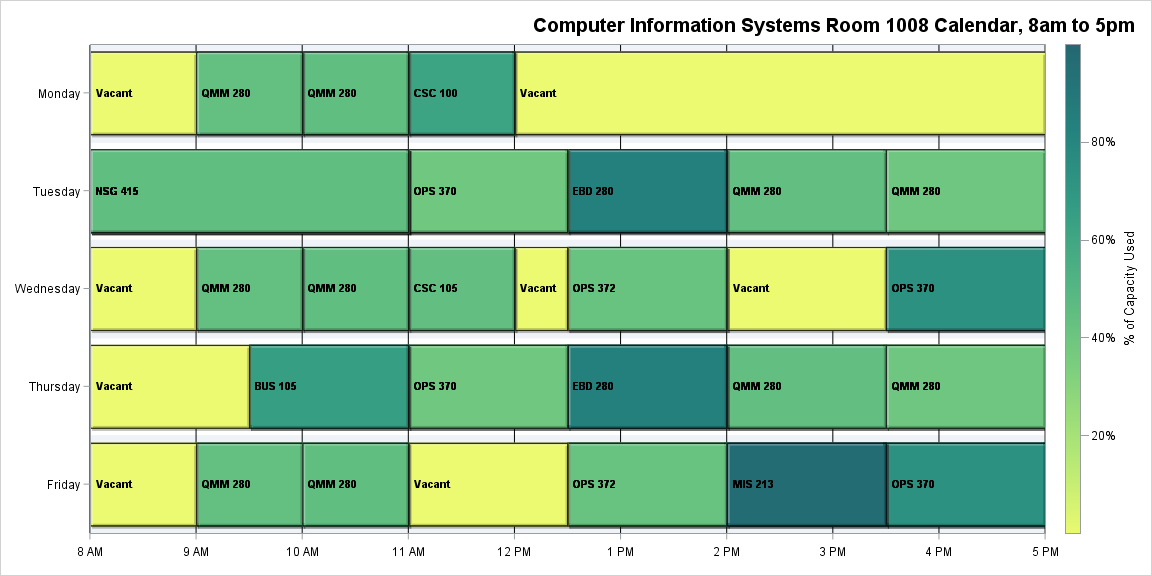 Computer Information Systems Room 1008 Calendar, 8am to 5pm
Monday
Vacant
QMM 280
QMM 280
CSC 100
Vacant
Tuesday
NSG 415
OPS 370
EBD 280
QMM 280
QMM 280
Wednesday
Vacant
QMM 280
QMM 280
CSC 105
Vacant
OPS 372
Vacant
OPS 370
Thursday
Vacant
BUS 105
OPS 370
EBD 280
QMM 280
QMM 280
Friday
Vacant
QMM 280
QMM 280
Vacant
OPS 372
MIS 213
OPS 370
8 AM
9 AM
10 AM
11 AM
12 PM
1 PM
2 PM
3 PM
4 PM
5 PM
80%
60%
40%
20%
% of Capacity Used